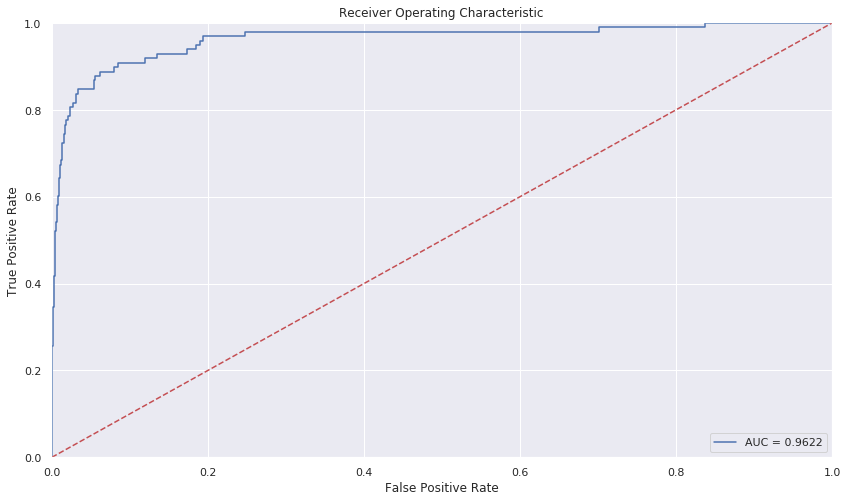 Receiver Operating Characteristic
1.0
0.8
0.6
0.4
0.2
0.0
True Positive Rate
AUC = 0.9622
0.0 0.2 0.4 0.6 0.8 1.0
False Positive Rate